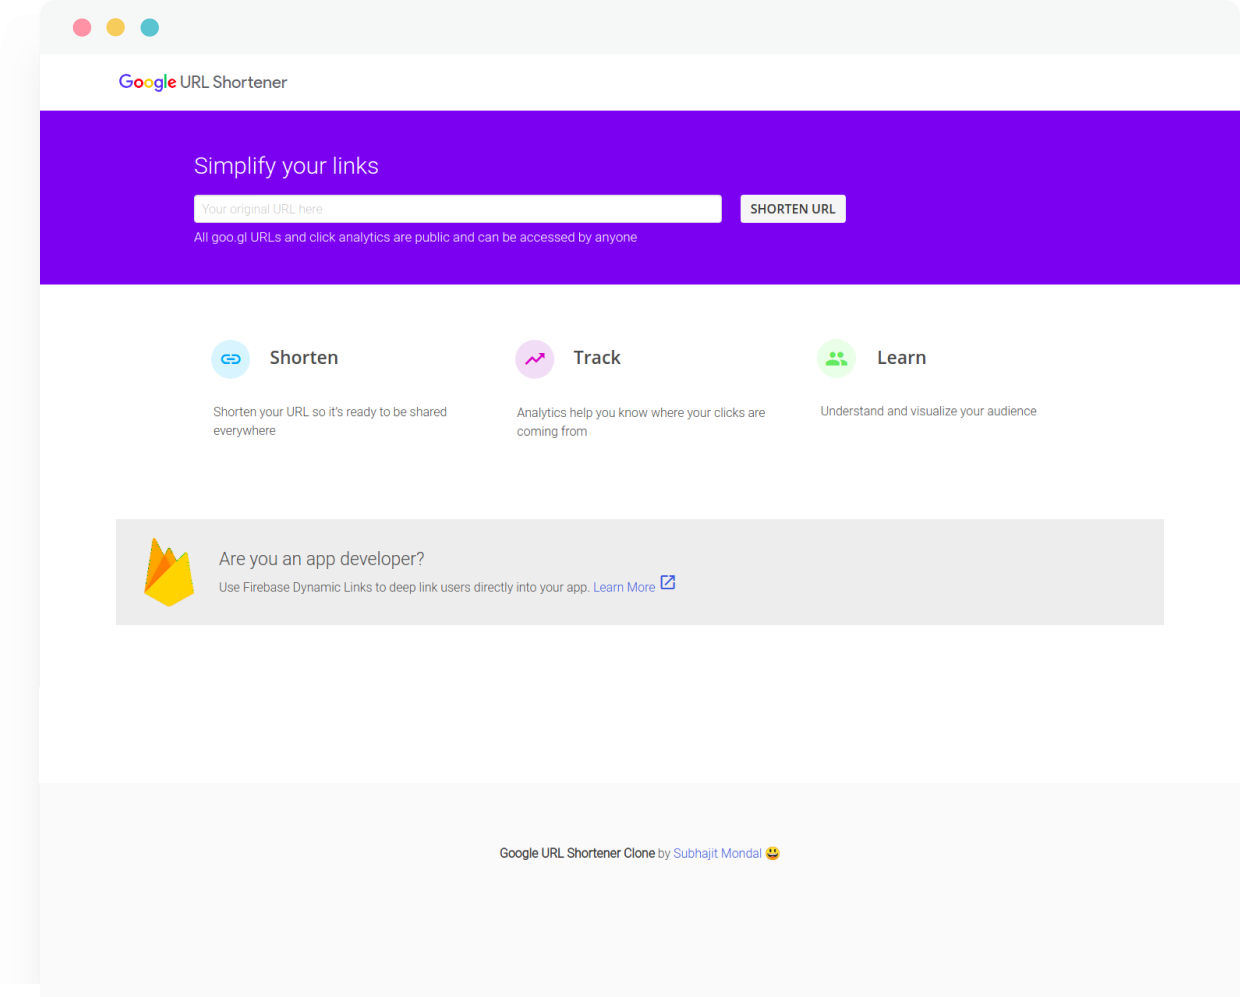 Google URL Shortener
Simplify your links
Your original URL here
SHORTEN URL
All goo.gl URLs and click analytics are public and can be accessed by anyone
Shorten
Shorten your URL so it's ready to be shared
everywhere
Track
Analytics help you know where your clicks are
coming from
Learn
Understand and visualize your audience
Are you an app developer?
Use Firebase Dynamic Links to deep link users directly into your app. Learn More
Google URL Shortener Clone by Subhajit Mondal 😃